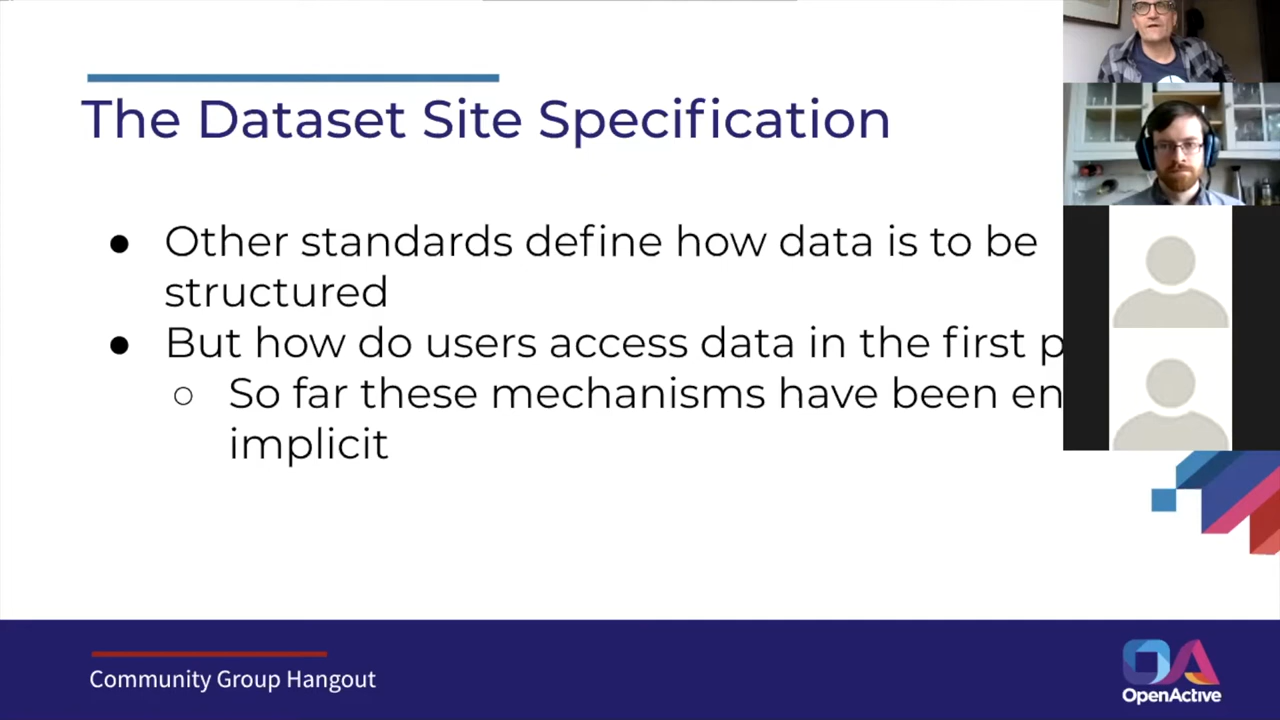 The Dataset Site Specification
● Other standards define how data is to be
structured
● But how do users access data in the first
○ So far these mechanisms have been
implicit
Community Group Hangout
OpenActive